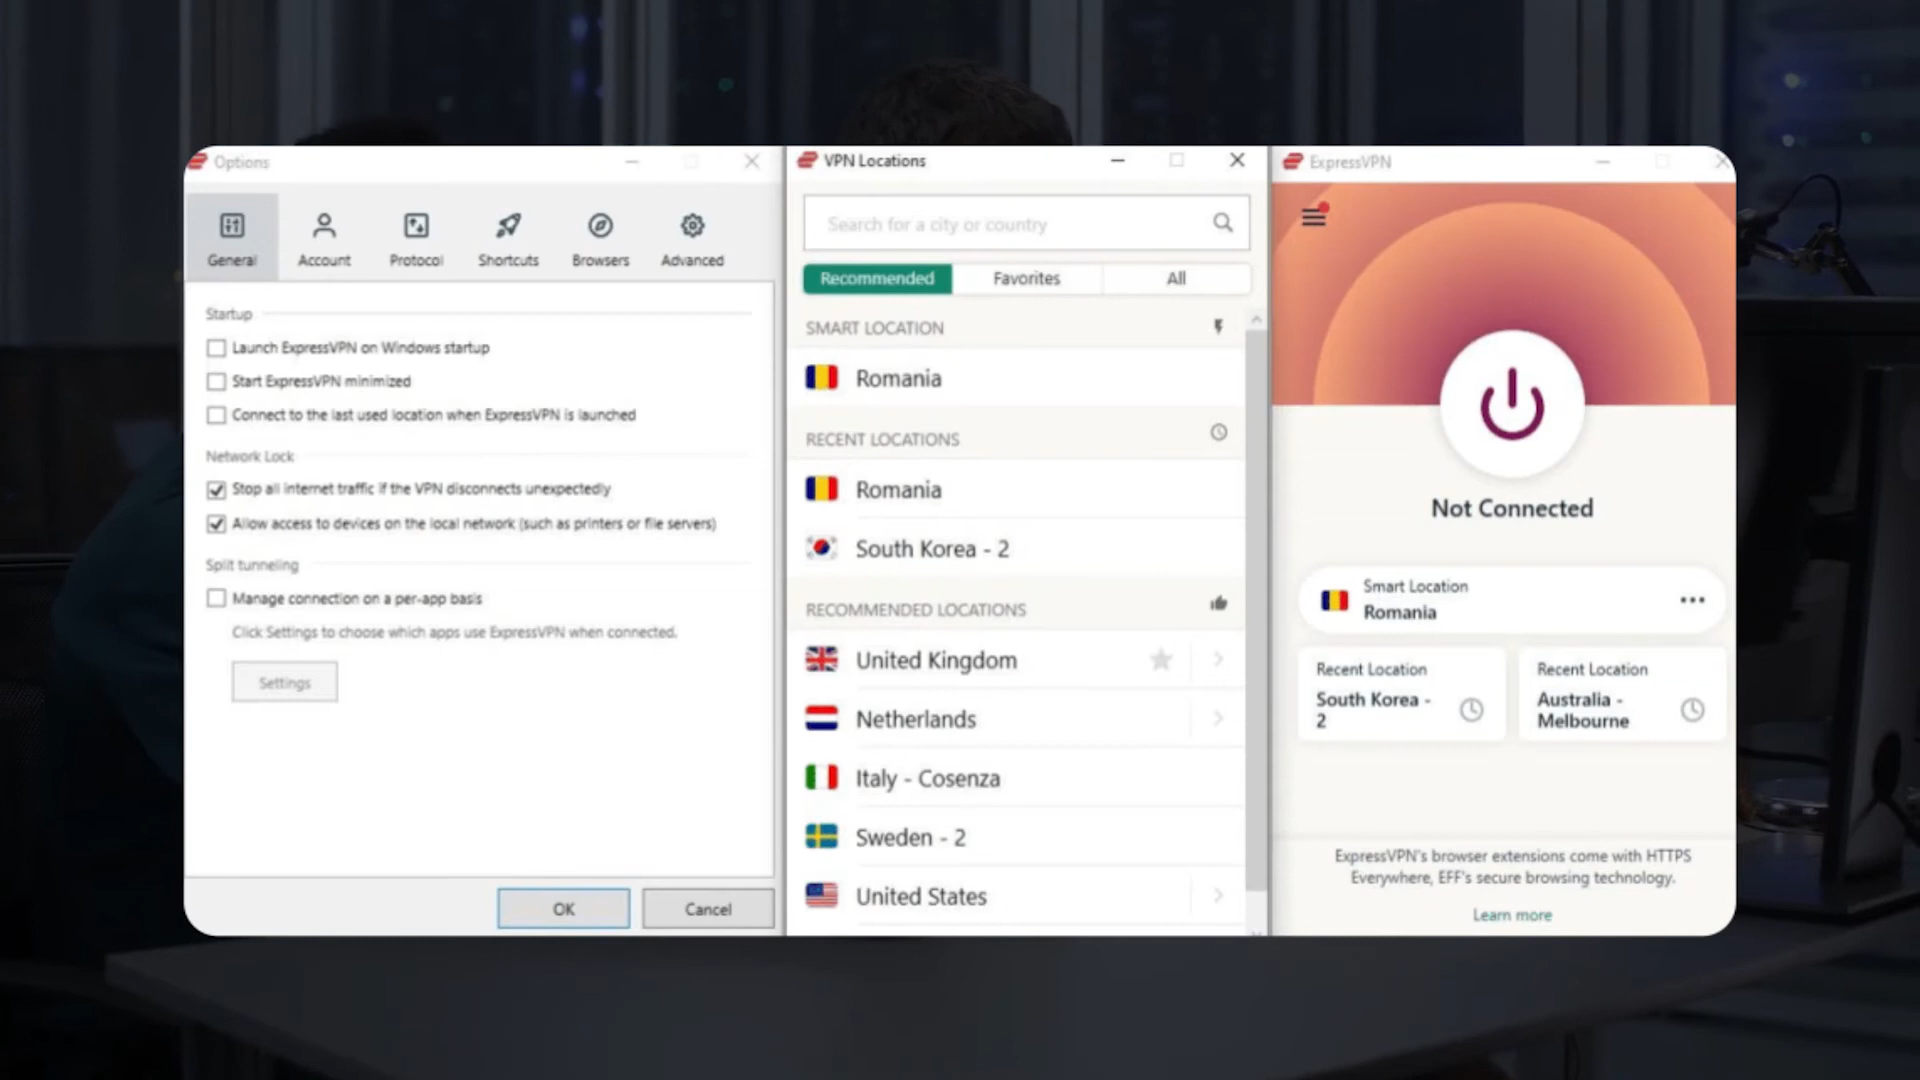 Options
General
Account
Protocol
Shortcuts
Browsers
Advanced
Startup
Launch ExpressVPN on Windows startup
Start ExpressVPN minimized
Connect to the last used location when ExpressVPN is launched
Network Lock
Stop all internet traffic if the VPN disconnects unexpectedly
Allow access to devices on the local network (such as printers or file servers)
Split tunneling
Manage connection on a per-app basis
Click Settings to choose which apps use ExpressVPN when connected.
Settings
OK
Cancel
VPN Locations
Search for a city or country
Recommended
Favorites
All
SMART LOCATION
Romania
RECENT LOCATIONS
Romania
South Korea - 2
RECOMMENDED LOCATIONS
United Kingdom
Netherlands
Italy - Cosenza
Sweden - 2
United States
ExpressVPN
Not Connected
Smart Location
Romania
Recent Location
South Korea -
2
Recent Location
Australia -
Melbourne
ExpressVPN's browser extensions come with HTTPS
Everywhere, EFF's secure browsing technology.
Learn more